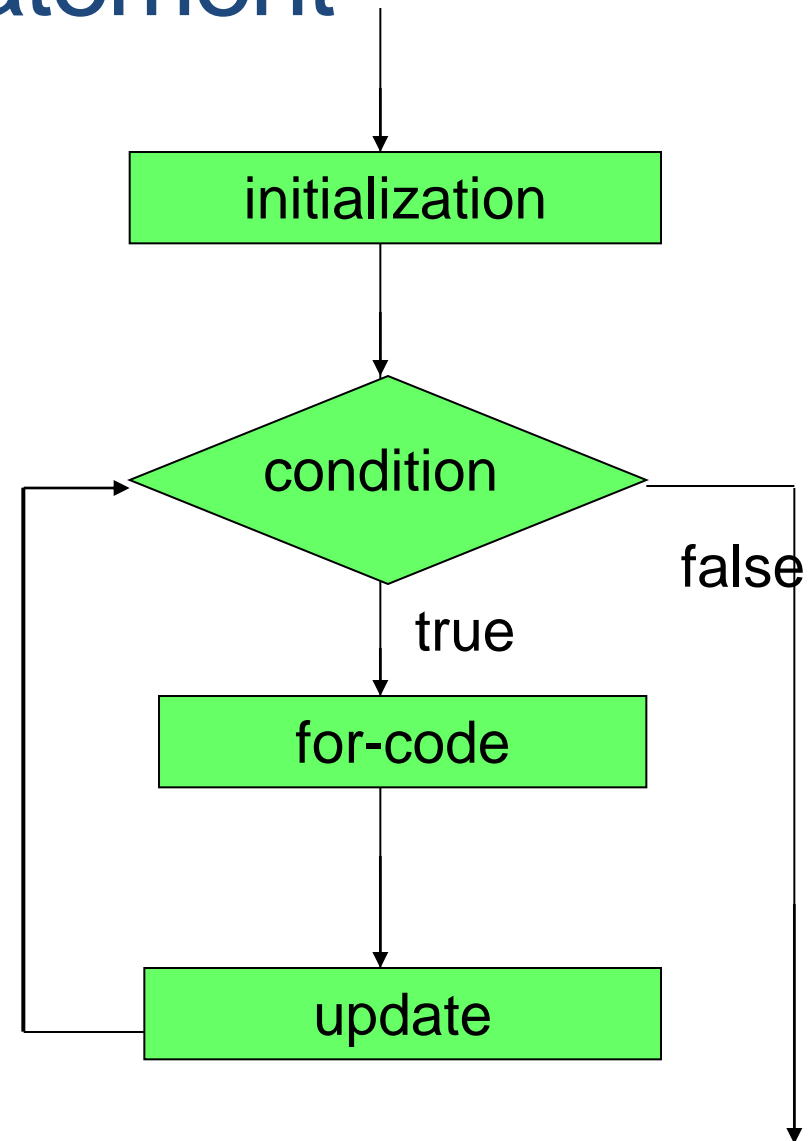 initialization
condition
false
true
for-code
update